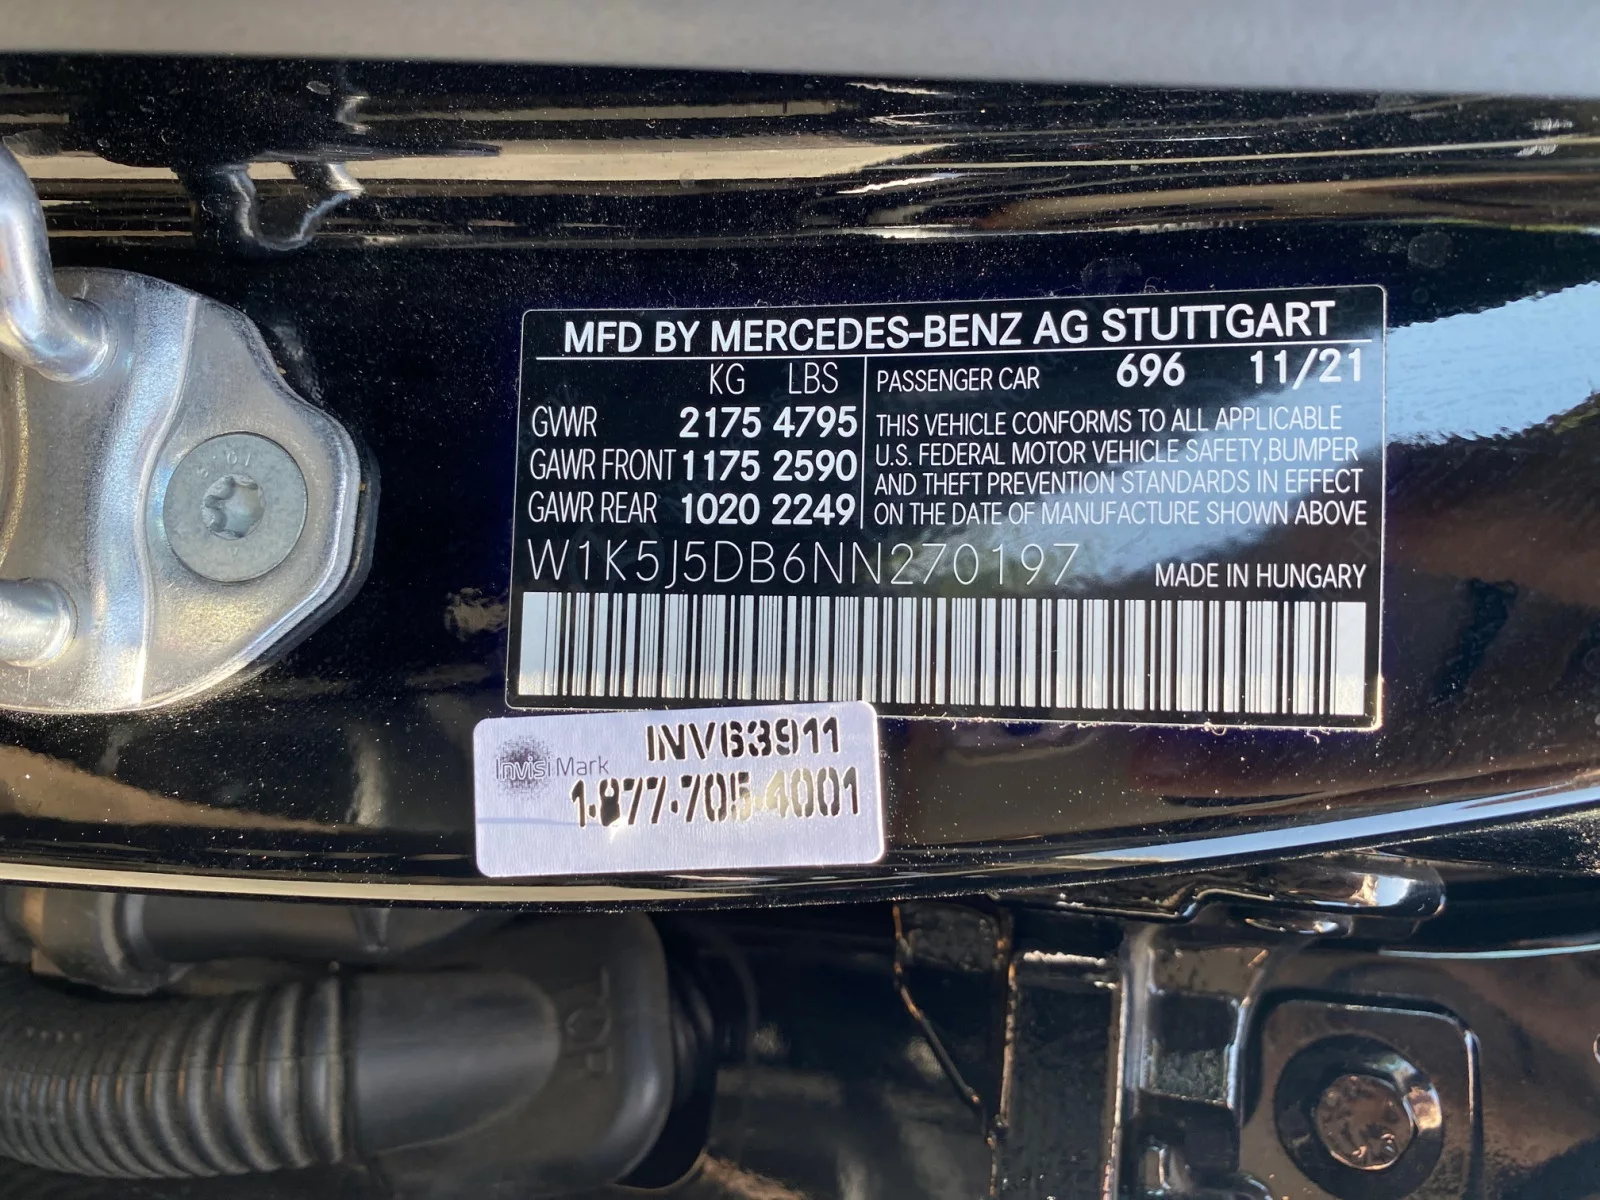 MFD BY MERCEDES-BENZ AG STUTTGART
KG LBS
GVWR 2175 4795
GAWR FRONT 1175 2590
GAWR REAR 1020 2249
PASSENGER CAR 696 11/21
THIS VEHICLE CONFORMS TO ALL APPLICABLE
U.S. FEDERAL MOTOR VEHICLE SAFETY, BUMPER
AND THEFT PREVENTION STANDARDS IN EFFECT
ON THE DATE OF MANUFACTURE SHOWN ABOVE
W1K5J5DB6NN270197
MADE IN HUNGARY
INV63911
InvisiMark
1-877-705-4001
TOP